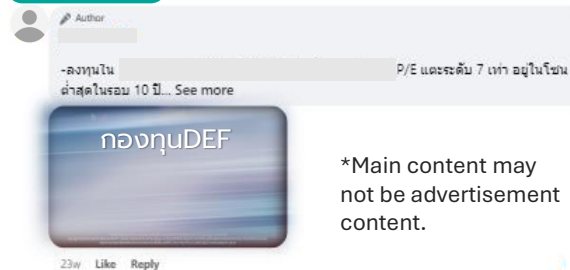 Author
-ลงทุนใน P/E แตะระดับ 7 เท่า อยู่ในโซน
ต่ำสุดในรอบ 10 ปี... See more
กองทุนDEF
*Main content may
not be advertisement
content.
23w Like Reply